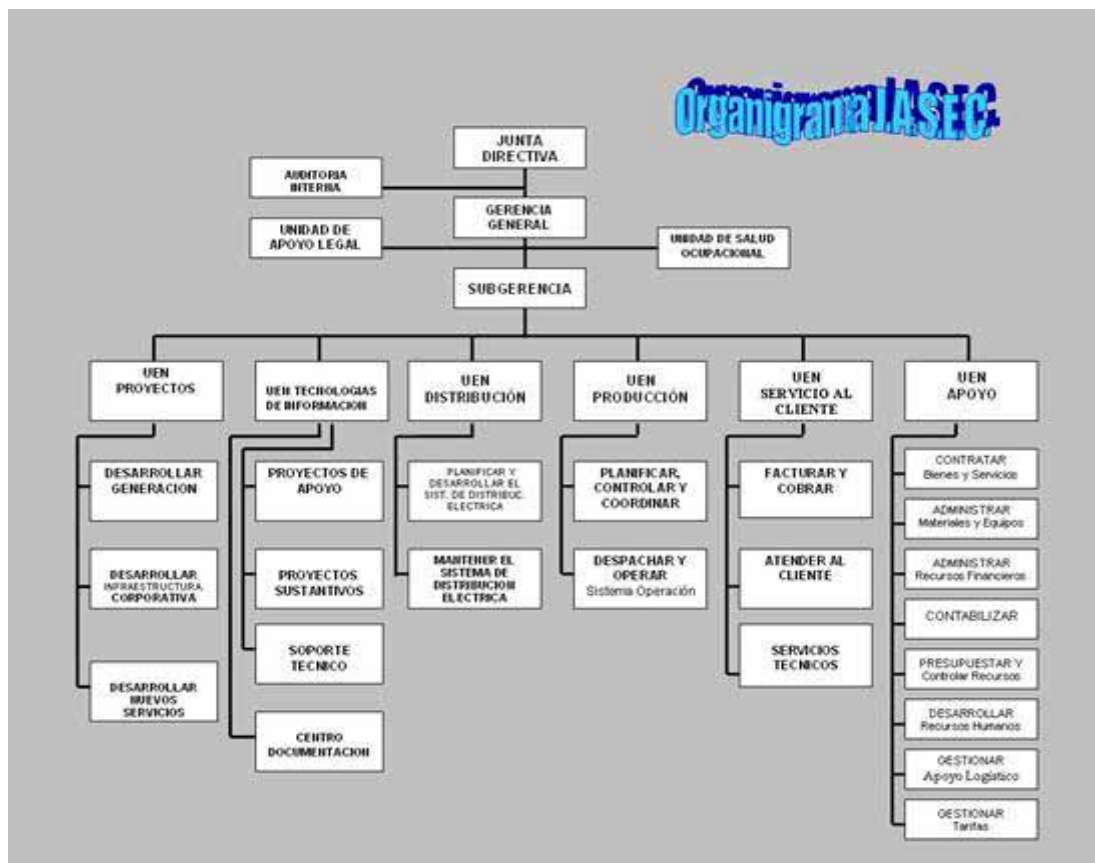 Organigrama J.A.S.E.C.
JUNTA
DIRECTIVA
AUDITORIA
INTERNA
GERENCIA
GENERAL
UNIDAD DE
APOYO LEGAL
UNIDAD DE SALUD
OCUPACIONAL
SUBGERENCIA
UEN
PROYECTOS
DESARROLLAR
GENERACION
DESARROLLAR
INFRAESTRUCTURA
CORPORATIVA
DESARROLLAR
NUEVOS
SERVICIOS
UEN TECNOLOGIAS
DE INFORMACION
PROYECTOS DE
APOYO
PROYECTOS
SUSTANTIVOS
SOPORTE
TECNICO
CENTRO
DOCUMENTACION
UEN
DISTRIBUCIÓN
PLANIFICAR Y
DESARROLLAR EL
SIST. DE DISTRIBUC.
ELECTRICA
MANTENER EL
SISTEMA DE
DISTRIBUCION
ELECTRICA
UEN
PRODUCCIÓN
PLANIFICAR,
CONTROLAR Y
COORDINAR
DESPACHAR Y
OPERAR
Sistema Operación
UEN
SERVICIO AL
CLIENTE
FACTURAR Y
COBRAR
ATENDER AL
CLIENTE
SERVICIOS
TECNICOS
UEN
APOYO
CONTRATAR
Bienes y Servicios
ADMINISTRAR
Materiales y Equipos
ADMINISTRAR
Recursos Financieros
CONTABILIZAR
PRESUPUESTAR Y
Controlar Recursos
DESARROLLAR
Recursos Humanos
GESTIONAR
Apoyo Logístico
GESTIONAR
Tarifas